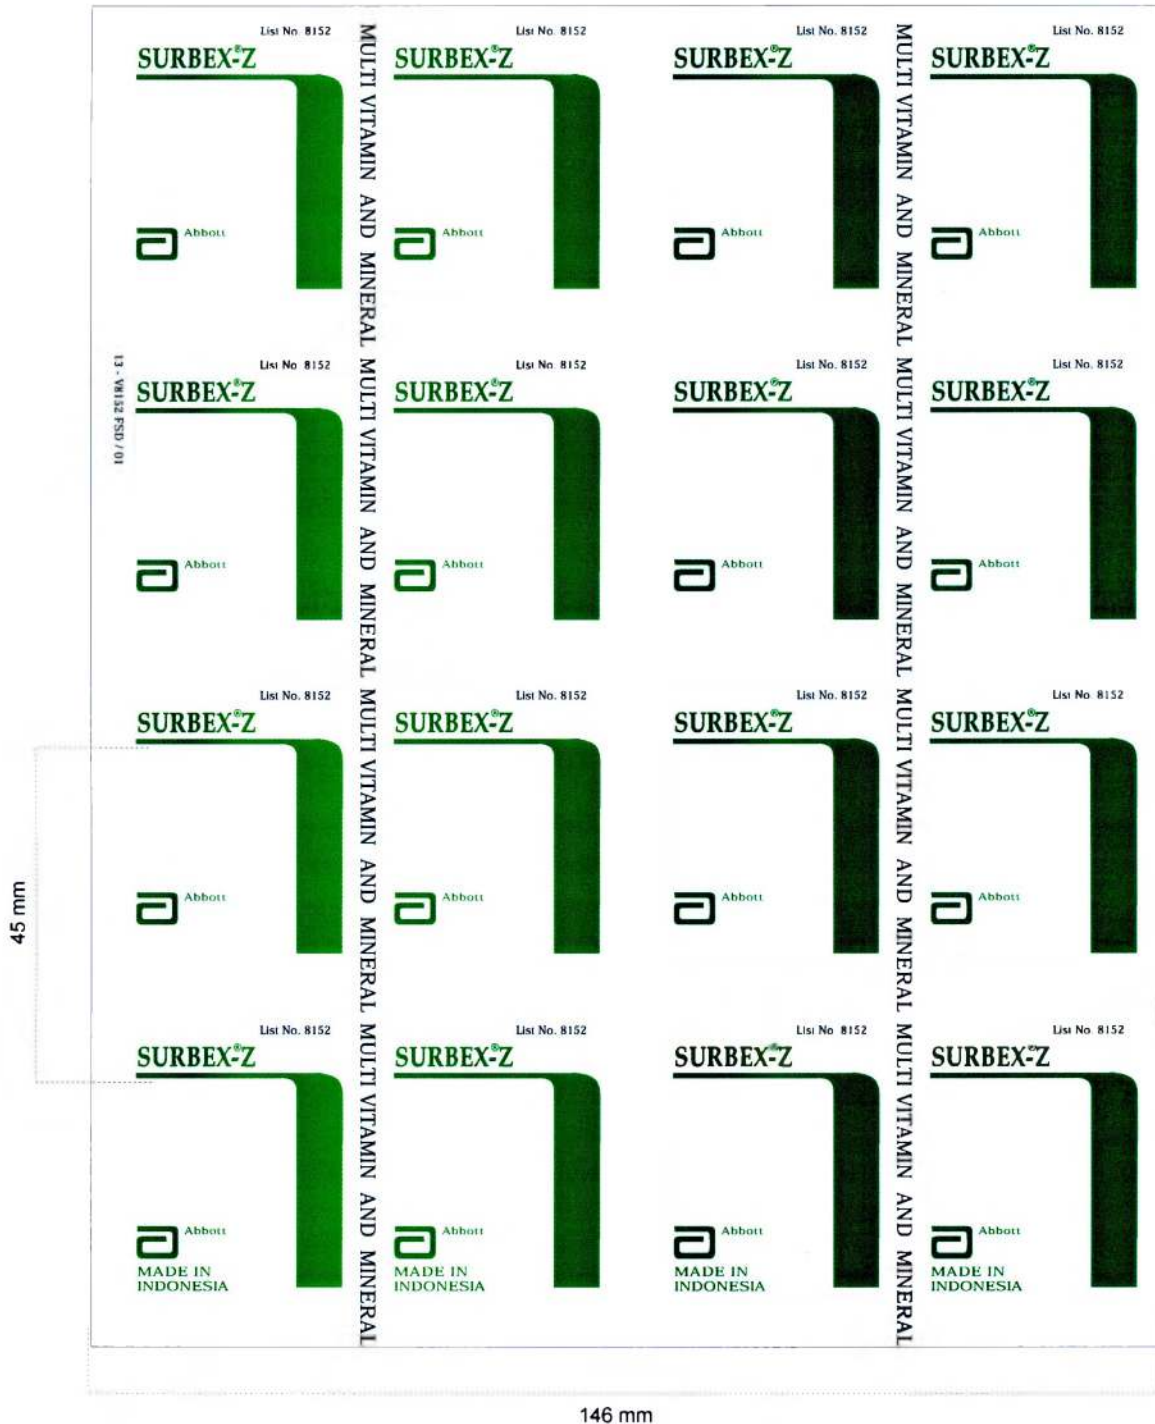 List No. 8152 List No. 8152 List No. 8152 List No. 8152
SURBEX®-Z SURBEX®-Z SURBEX®-Z SURBEX®-Z
Abbott Abbott Abbott Abbott
List No. 8152 List No. 8152 List No. 8152 List No. 8152
SURBEX®-Z SURBEX®-Z SURBEX®-Z SURBEX®-Z
Abbott Abbott Abbott Abbott
List No. 8152 List No. 8152 List No. 8152 List No. 8152
SURBEX®-Z SURBEX®-Z SURBEX®-Z SURBEX®-Z
Abbott Abbott Abbott Abbott
List No. 8152 List No. 8152 List No. 8152 List No. 8152
SURBEX®-Z SURBEX®-Z SURBEX®-Z SURBEX®-Z
Abbott Abbott Abbott Abbott
MADE IN MADE IN MADE IN MADE IN
INDONESIA INDONESIA INDONESIA INDONESIA
MULTI VITAMIN AND MINERAL MULTI VITAMIN AND MINERAL MULTI VITAMIN AND MINERAL MULTI VITAMIN AND MINERAL
MULTI VITAMIN AND MINERAL MULTI VITAMIN AND MINERAL MULTI VITAMIN AND MINERAL MULTI VITAMIN AND MINERAL
13 - V8152 FSD / 01
45 mm
146 mm